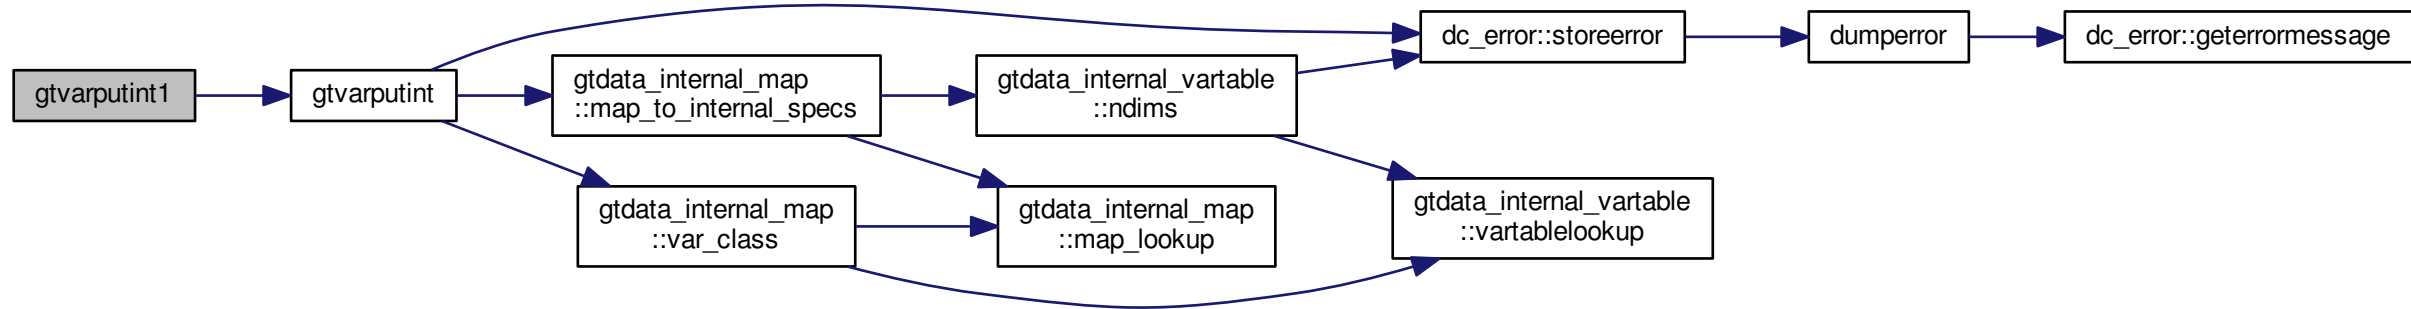 gtvarputint1
gtvarputint
gtdata_internal_map
::map_to_internal_specs
gtdata_internal_map
::var_class
gtdata_internal_vartable
::ndims
gtdata_internal_map
::map_lookup
dc_error::storeerror
gtdata_internal_vartable
::vartablelookup
dumperror
dc_error::geterrormessage